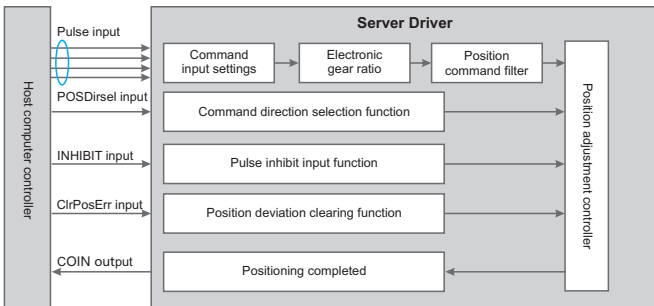 Server Driver
Pulse input
Command
input settings
Electronic
gear ratio
Position
command filter
POSDirsel input
Command direction selection function
INHIBIT input
Pulse inhibit input function
ClrPosErr input
Position deviation clearing function
COIN output
Positioning completed
Host computer controller
Position adjustment controller